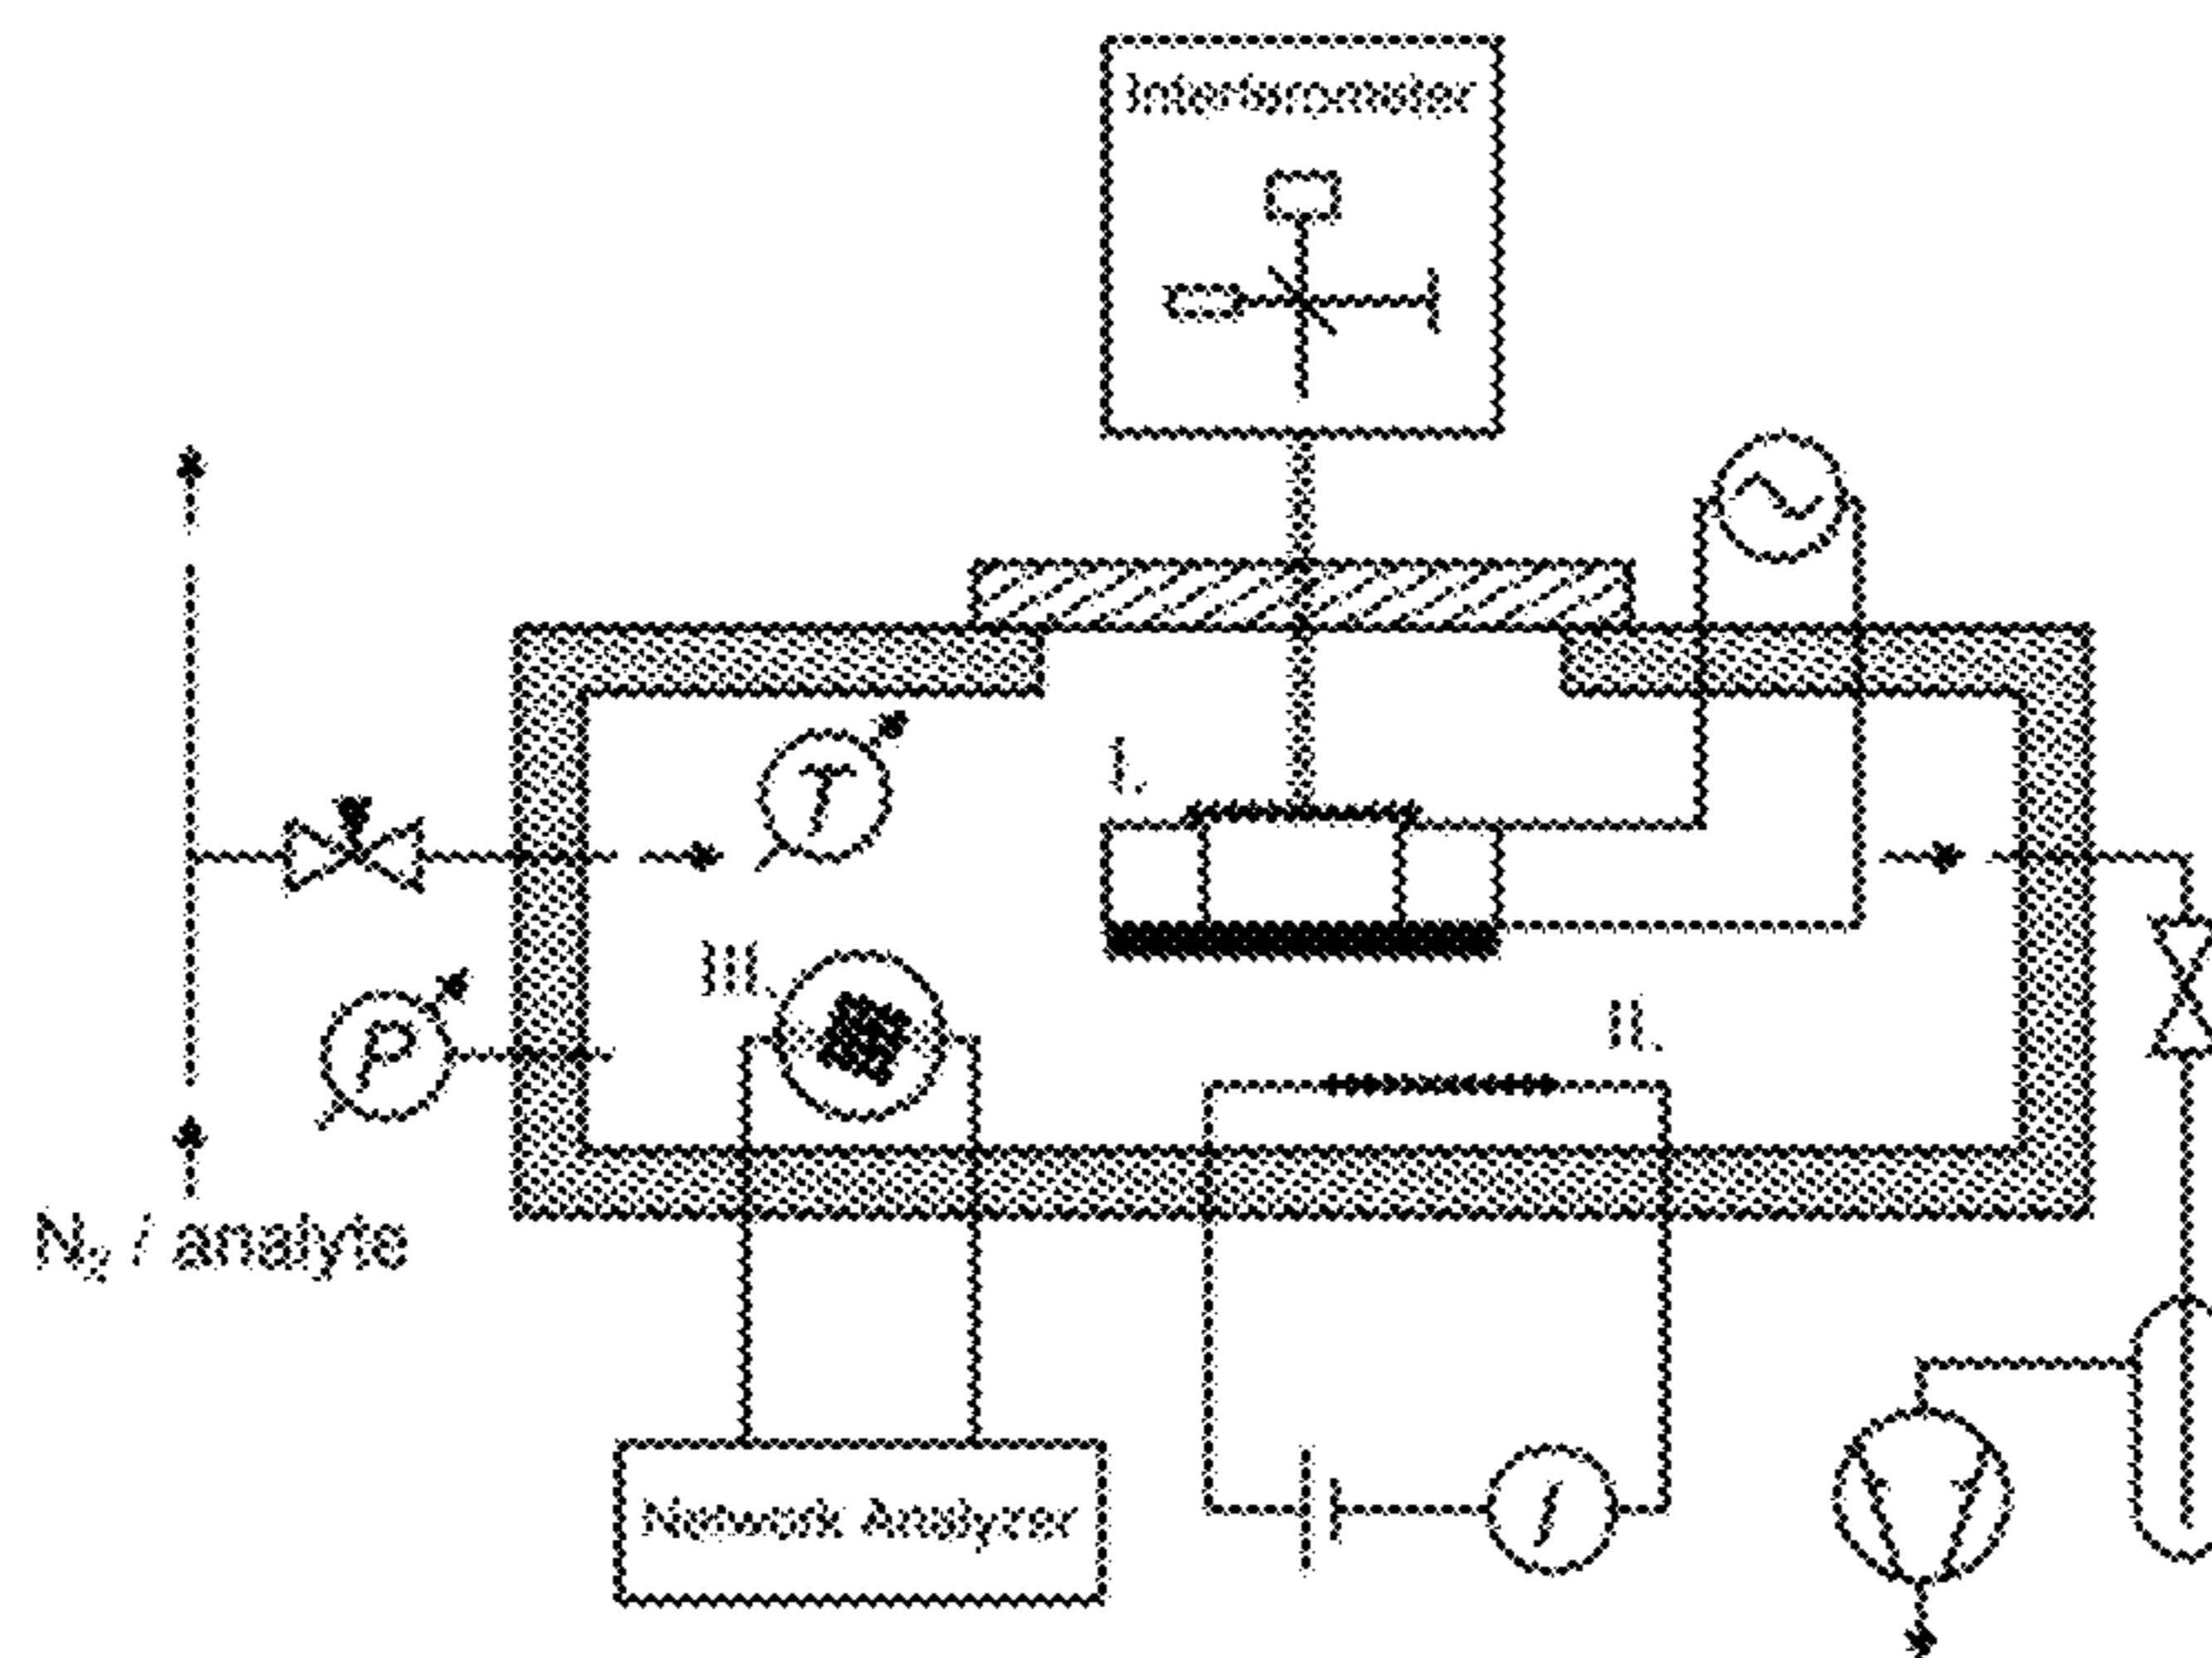 Interferometer
I.
T
III.
P
II.
N₂ / analyte
Network Analyzer
I